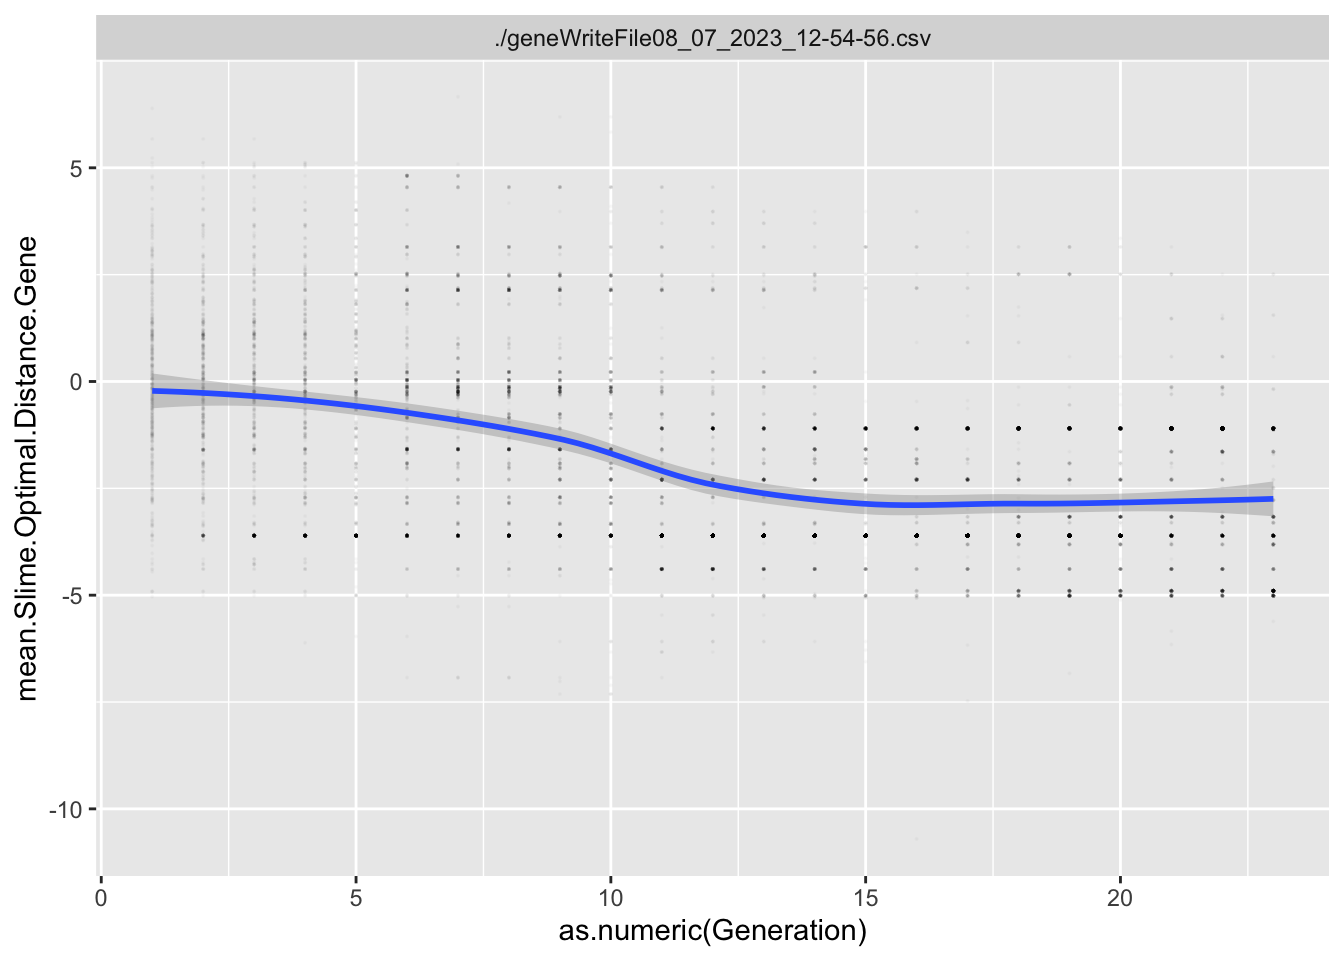 ./geneWriteFile08_07_2023_12-54-56.csv
mean.Slime.Optimal.Distance.Gene
5
0
-5
-10
0 5 10 15 20
as.numeric(Generation)